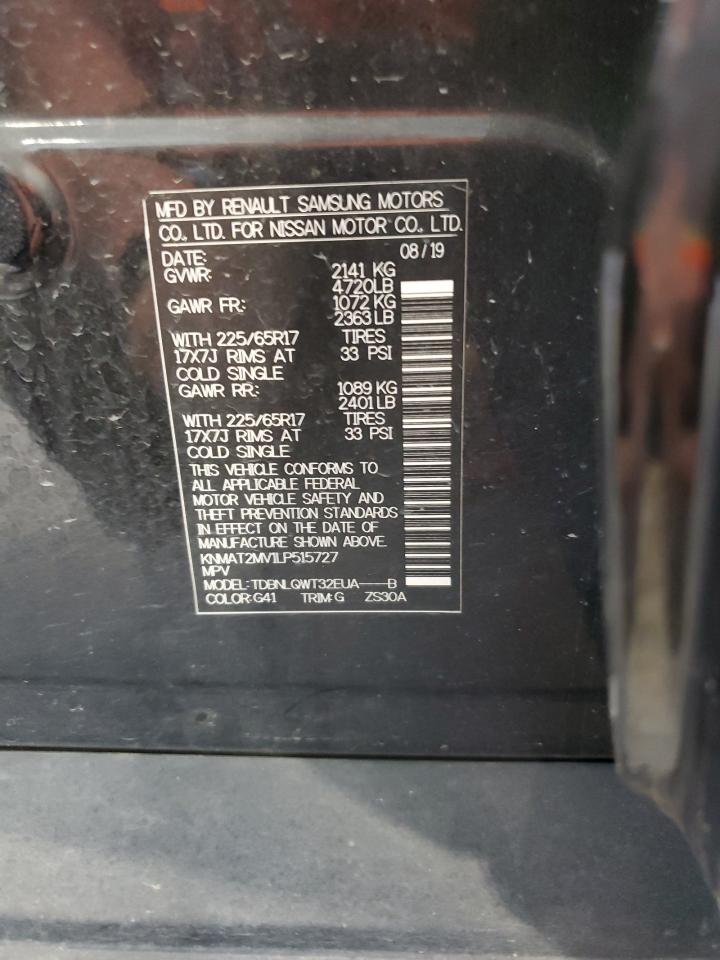 MFD BY RENAULT SAMSUNG MOTORS
CO., LTD. FOR NISSAN MOTOR CO., LTD.
DATE: 08/19
GVWR: 2141 KG
4720LB
GAWR FR: 1072 KG
2363 LB
WITH 225/65R17 TIRES
17X7J RIMS AT 33 PSI
COLD SINGLE
GAWR RR: 1089 KG
2401 LB
WITH 225/65R17 TIRES
17X7J RIMS AT 33 PSI
COLD SINGLE
THIS VEHICLE CONFORMS TO
ALL APPLICABLE FEDERAL
MOTOR VEHICLE SAFETY AND
THEFT PREVENTION STANDARDS
IN EFFECT ON THE DATE OF
MANUFACTURE SHOWN ABOVE.
KNMAT2MV1LP515727
MPV
MODEL: TDBNLQWT32EUA----B
COLOR: G41 TRIM: G ZS30A